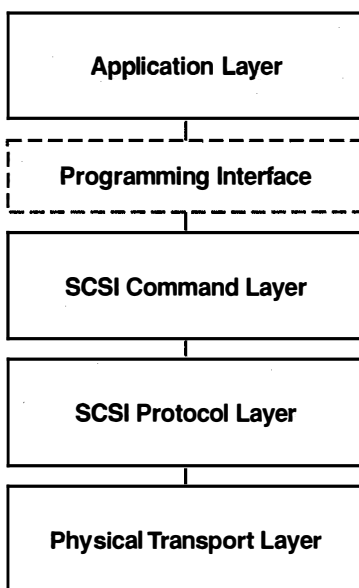 Application Layer
Programming Interface
SCSI Command Layer
SCSI Protocol Layer
Physical Transport Layer